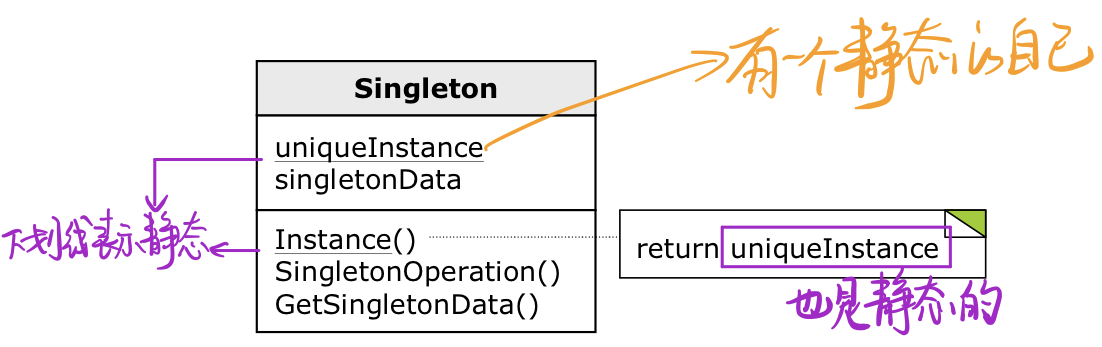 有一个静态的自己
Singleton
uniqueInstance
singletonData
下划线表示静态
Instance()
SingletonOperation()
GetSingletonData()
return uniqueInstance
也是静态的